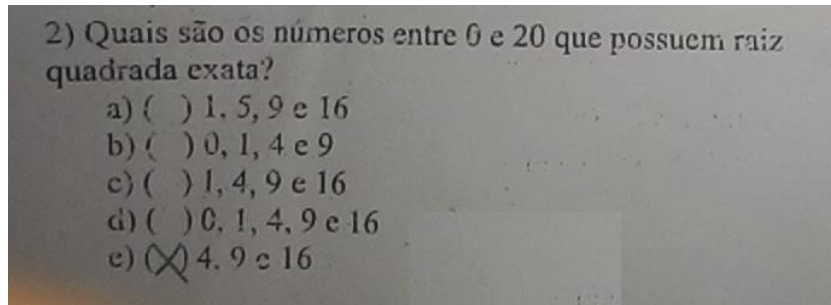 2) Quais são os números entre 0 e 20 que possuem raiz
quadrada exata?
a) ( ) 1, 5, 9 e 16
b) ( ) 0, 1, 4 e 9
c) ( ) 1, 4, 9 e 16
d) ( ) 0, 1, 4, 9 e 16
e) (X) 4, 9 e 16